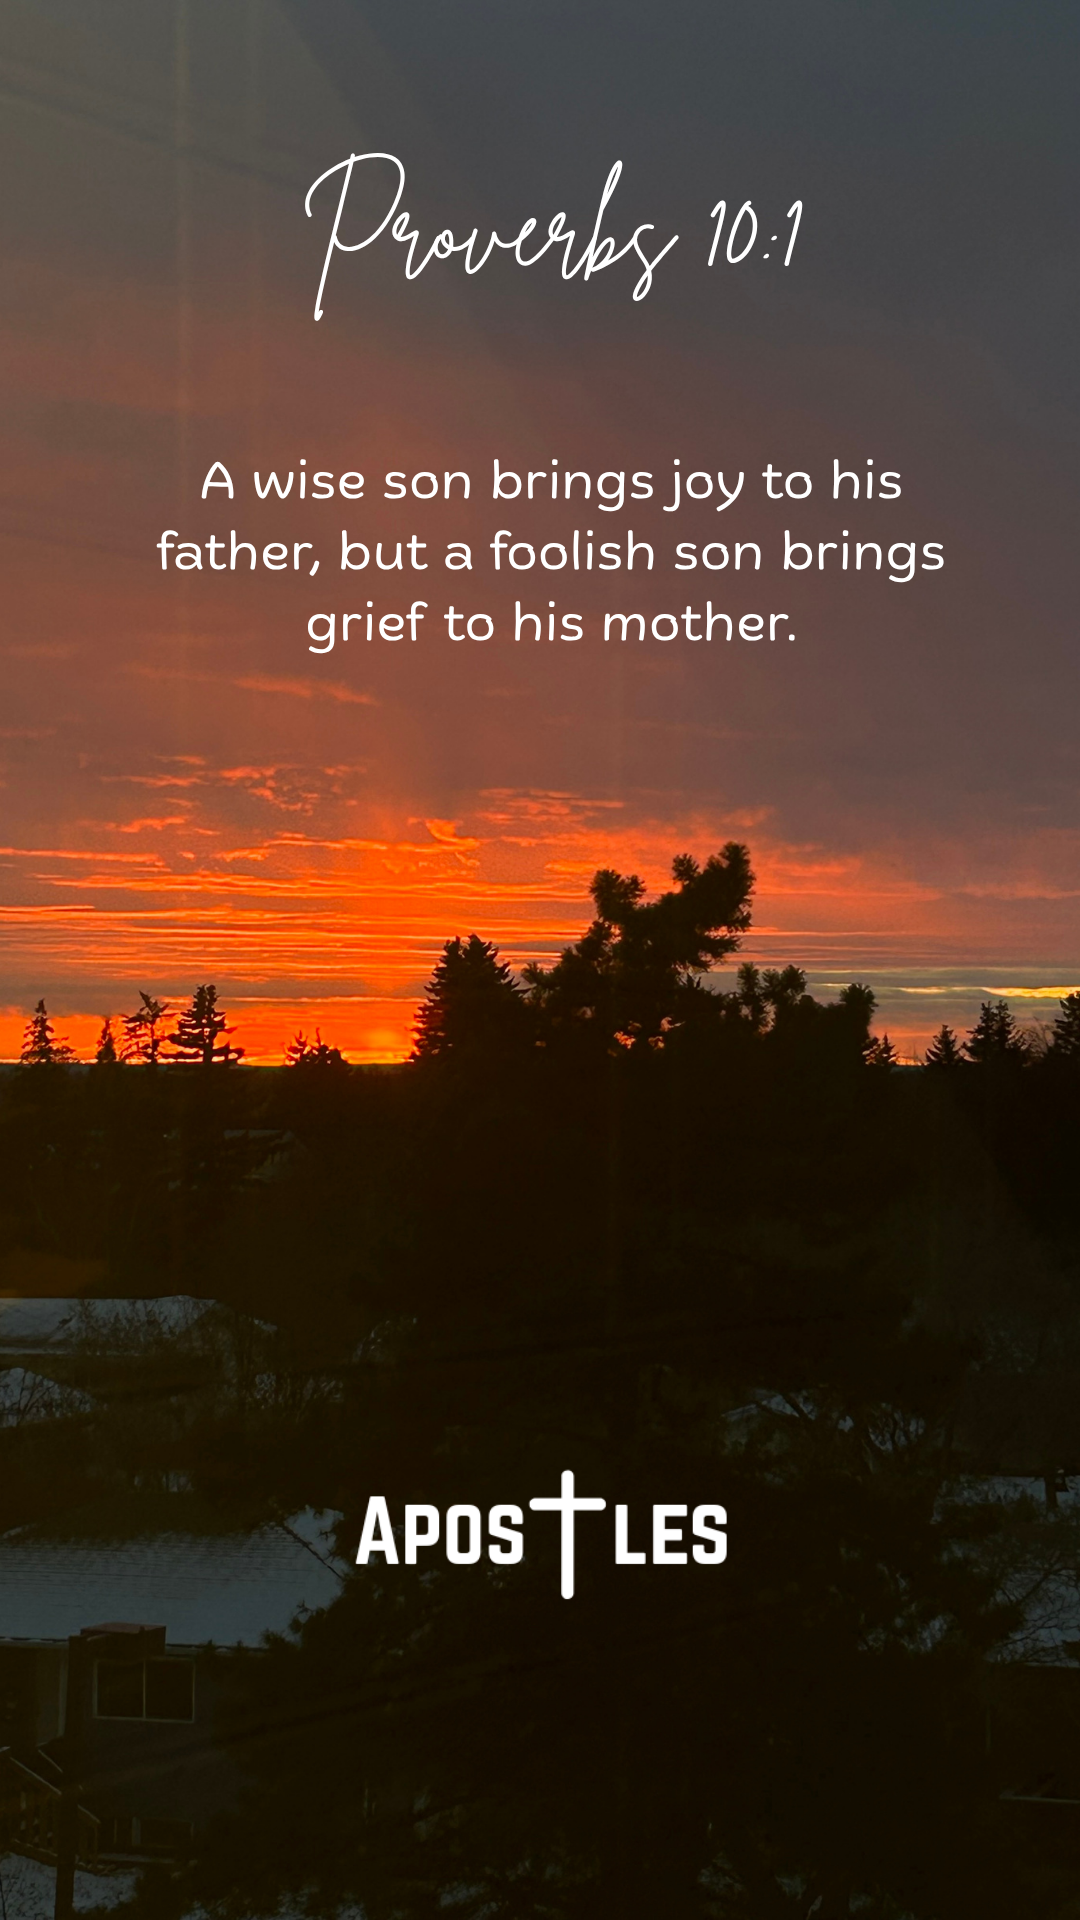 Proverbs 10:1
A wise son brings joy to his
father, but a foolish son brings
grief to his mother.
APOSTLES